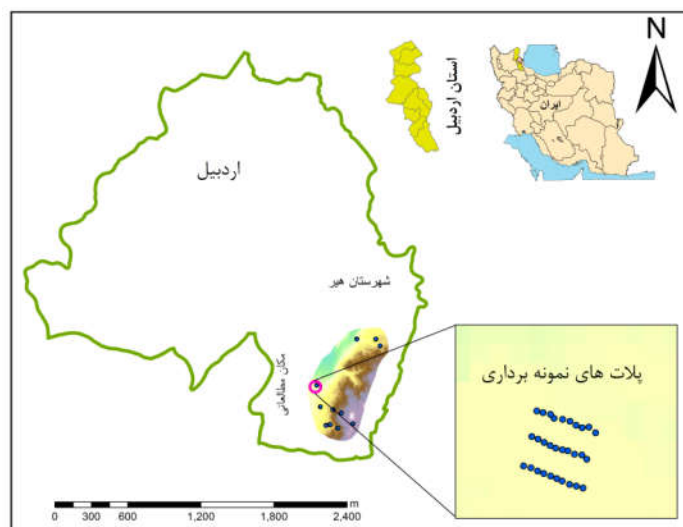 N
استان اردبیل
ایران
اردبیل
شهرستان هیر
مکان مطالعاتی
پلات های نمونه برداری
m
0 300 600 1,200 1,800 2,400